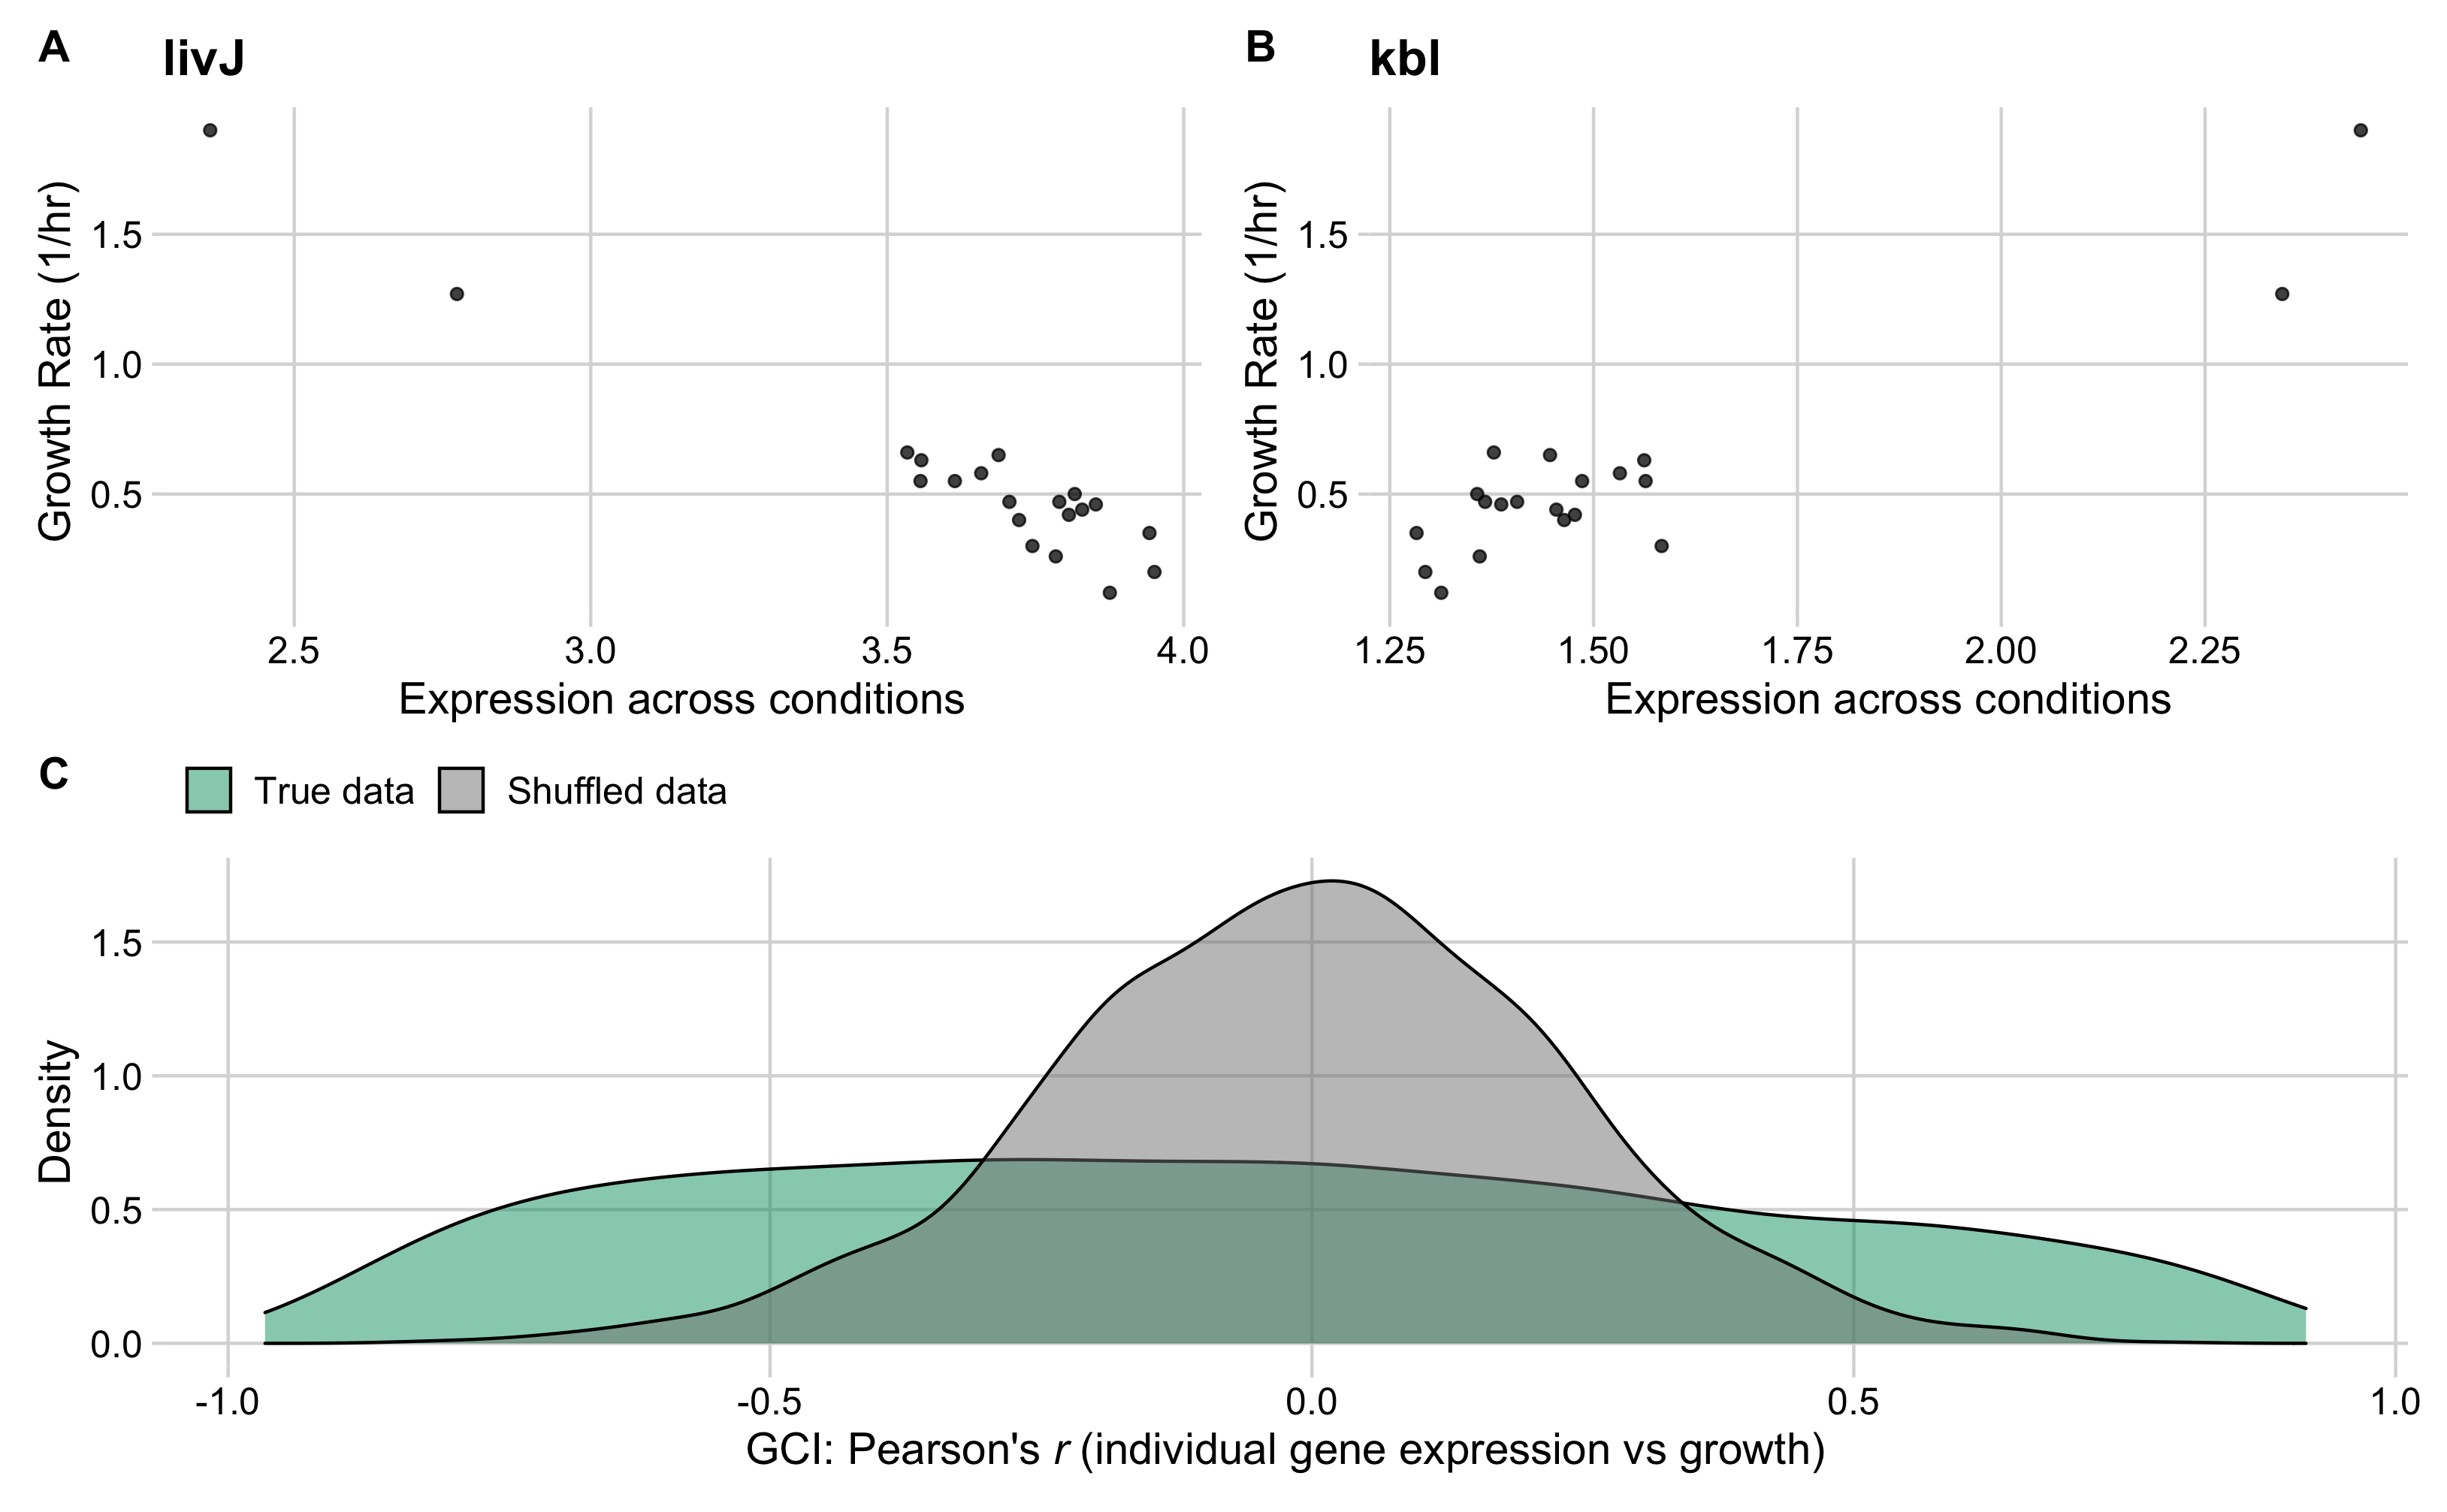 A livJ
Growth Rate (1/hr)
1.5
1.0
0.5
2.5 3.0 3.5 4.0
Expression across conditions
B kbl
Growth Rate (1/hr)
1.5
1.0
0.5
1.25 1.50 1.75 2.00 2.25
Expression across conditions
C True data Shuffled data
Density
1.5
1.0
0.5
0.0
-1.0 -0.5 0.0 0.5 1.0
GCI: Pearson's r (individual gene expression vs growth)